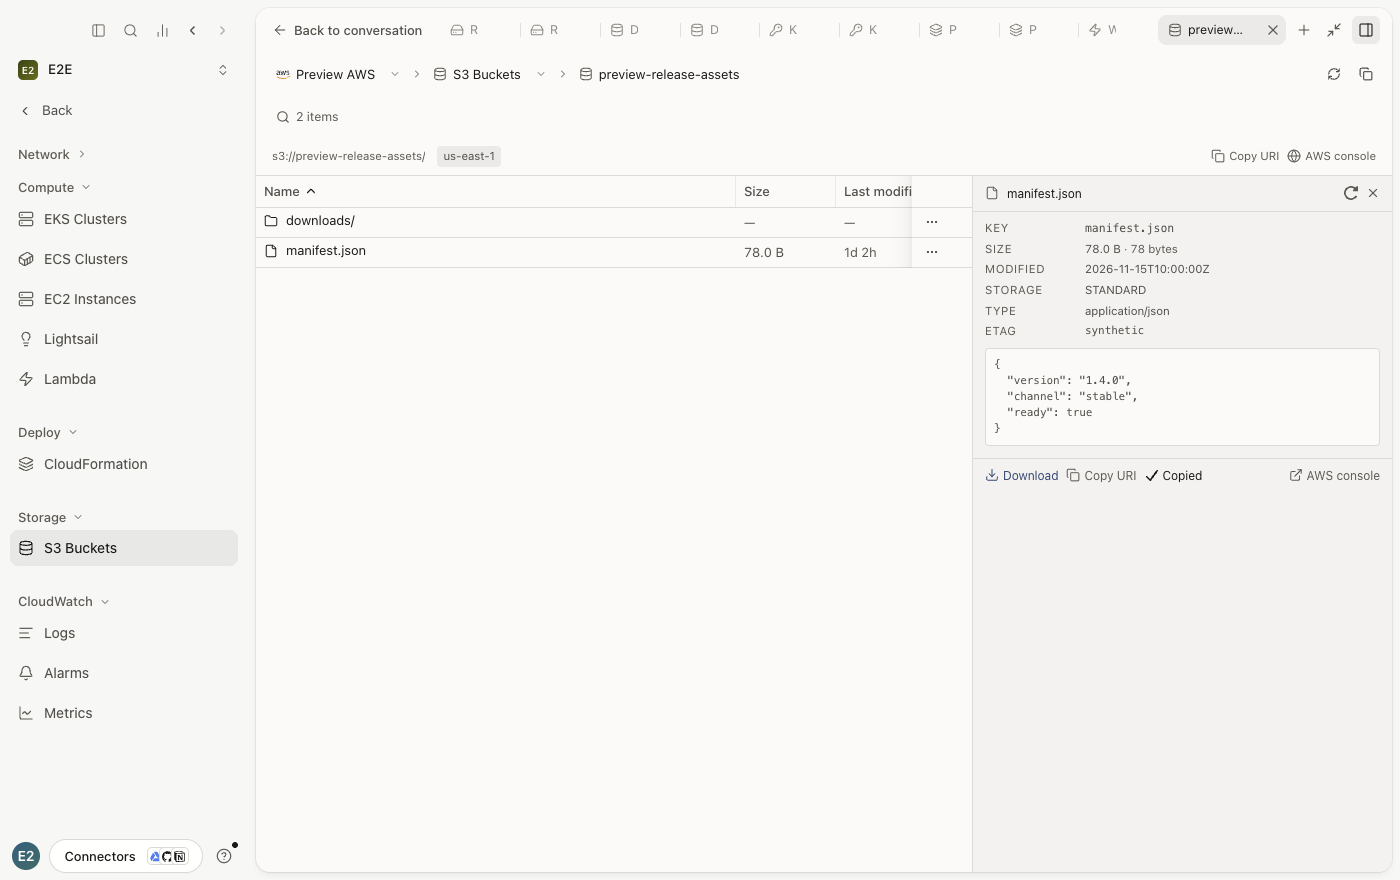 Back to conversation
R
R
D
D
K
K
P
P
preview...
E2 E2E
Back
Network
Compute
EKS Clusters
ECS Clusters
EC2 Instances
Lightsail
Lambda
Deploy
CloudFormation
Storage
S3 Buckets
CloudWatch
Logs
Alarms
Metrics
E2 Connectors
aws Preview AWS S3 Buckets preview-release-assets
2 items
s3://preview-release-assets/ us-east-1 Copy URI AWS console
Name Size Last modifi
downloads/ — —
manifest.json 78.0 B 1d 2h
manifest.json
KEY manifest.json
SIZE 78.0 B · 78 bytes
MODIFIED 2026-11-15T10:00:00Z
STORAGE STANDARD
TYPE application/json
ETAG synthetic
{
"version": "1.4.0",
"channel": "stable",
"ready": true
}
Download Copy URI Copied AWS console